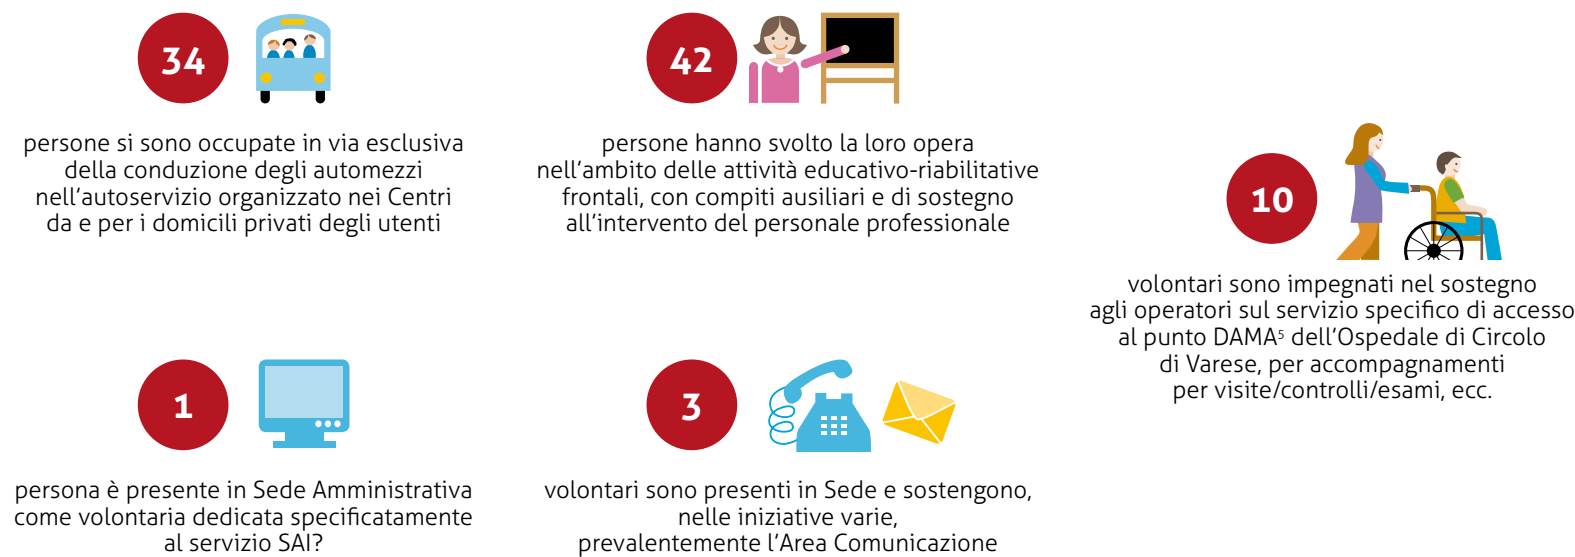 34
persone si sono occupate in via esclusiva
della conduzione degli automezzi
nell'autoservizio organizzato nei Centri
da e per i domicili privati degli utenti
42
persone hanno svolto la loro opera
nell'ambito delle attività educativo-riabilitative
frontali, con compiti ausiliari e di sostegno
all'intervento del personale professionale
10
volontari sono impegnati nel sostegno
agli operatori sul servizio specifico di accesso
al punto DAMA⁵ dell'Ospedale di Circolo
di Varese, per accompagnamenti
per visite/controlli/esami, ecc.
1
persona è presente in Sede Amministrativa
come volontaria dedicata specificatamente
al servizio SAI?
3
volontari sono presenti in Sede e sostengono,
nelle iniziative varie,
prevalentemente l'Area Comunicazione